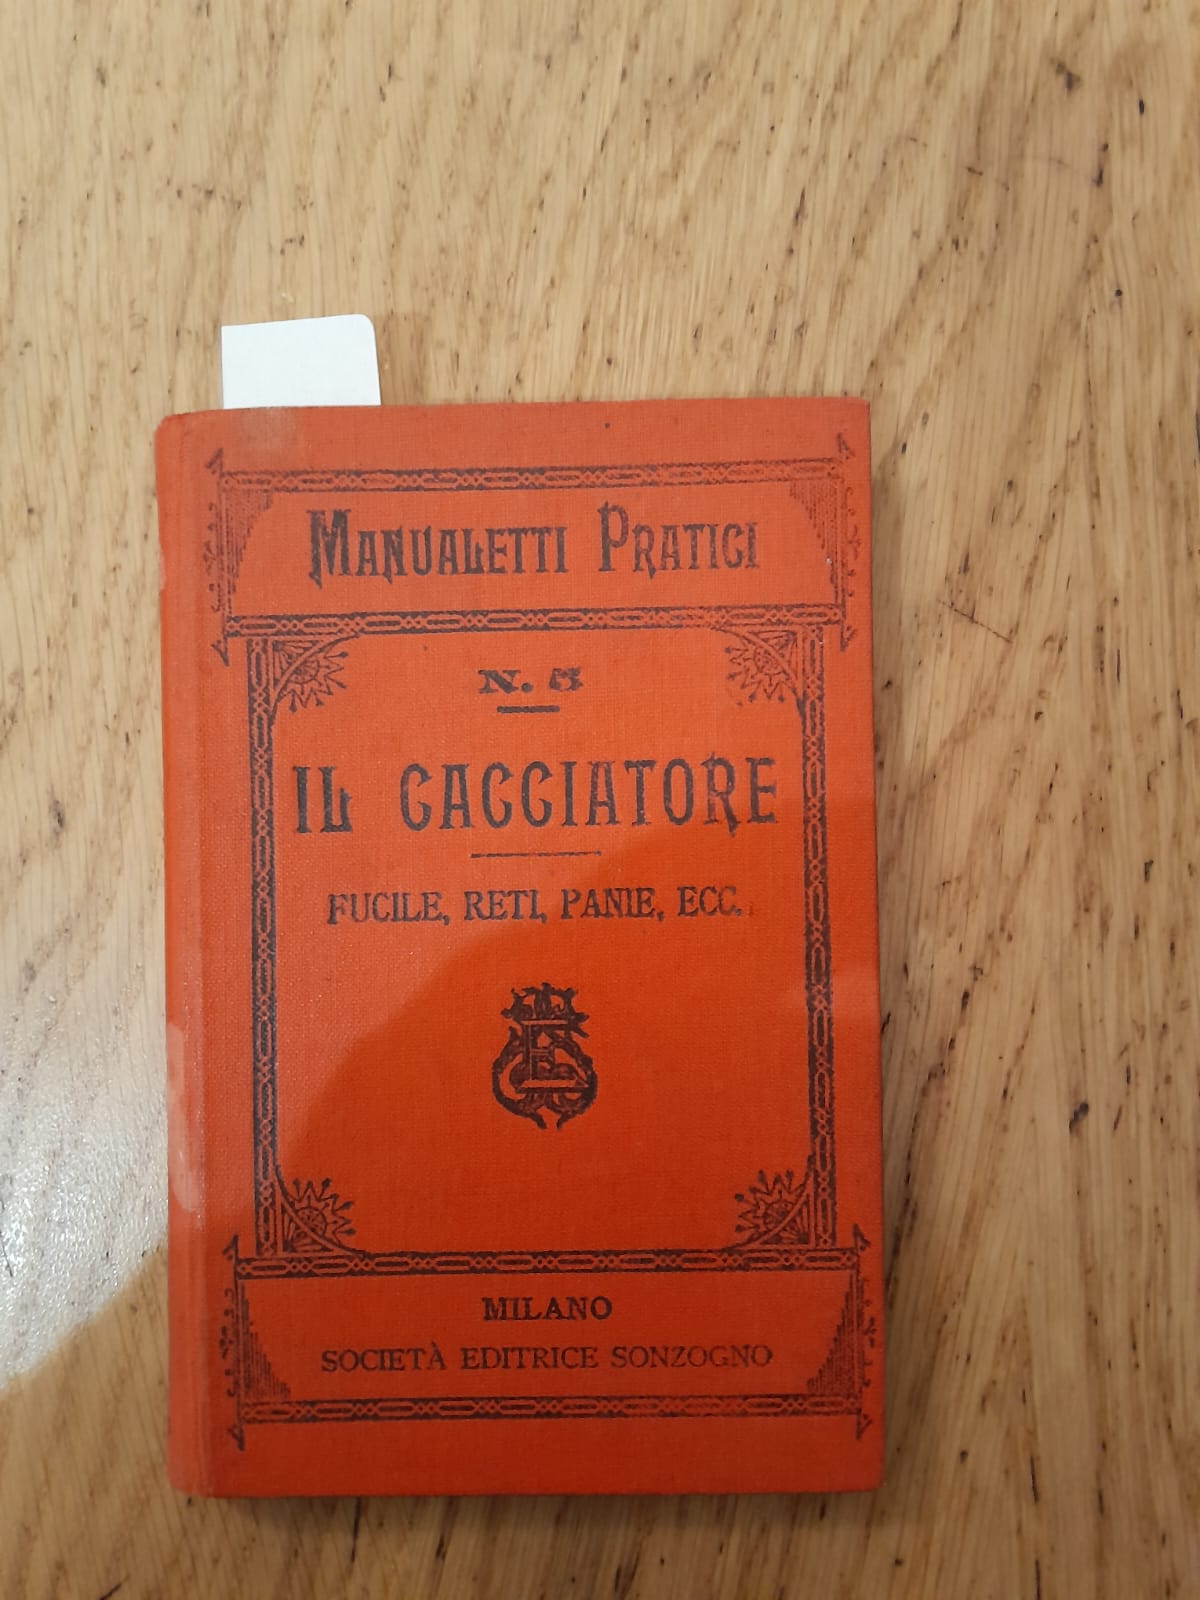 MANUALETTI PRATICI
N. 5
IL CACCIATORE
FUCILE, RETI, PANIE, ECC.
MILANO
SOCIETÀ EDITRICE SONZOGNO